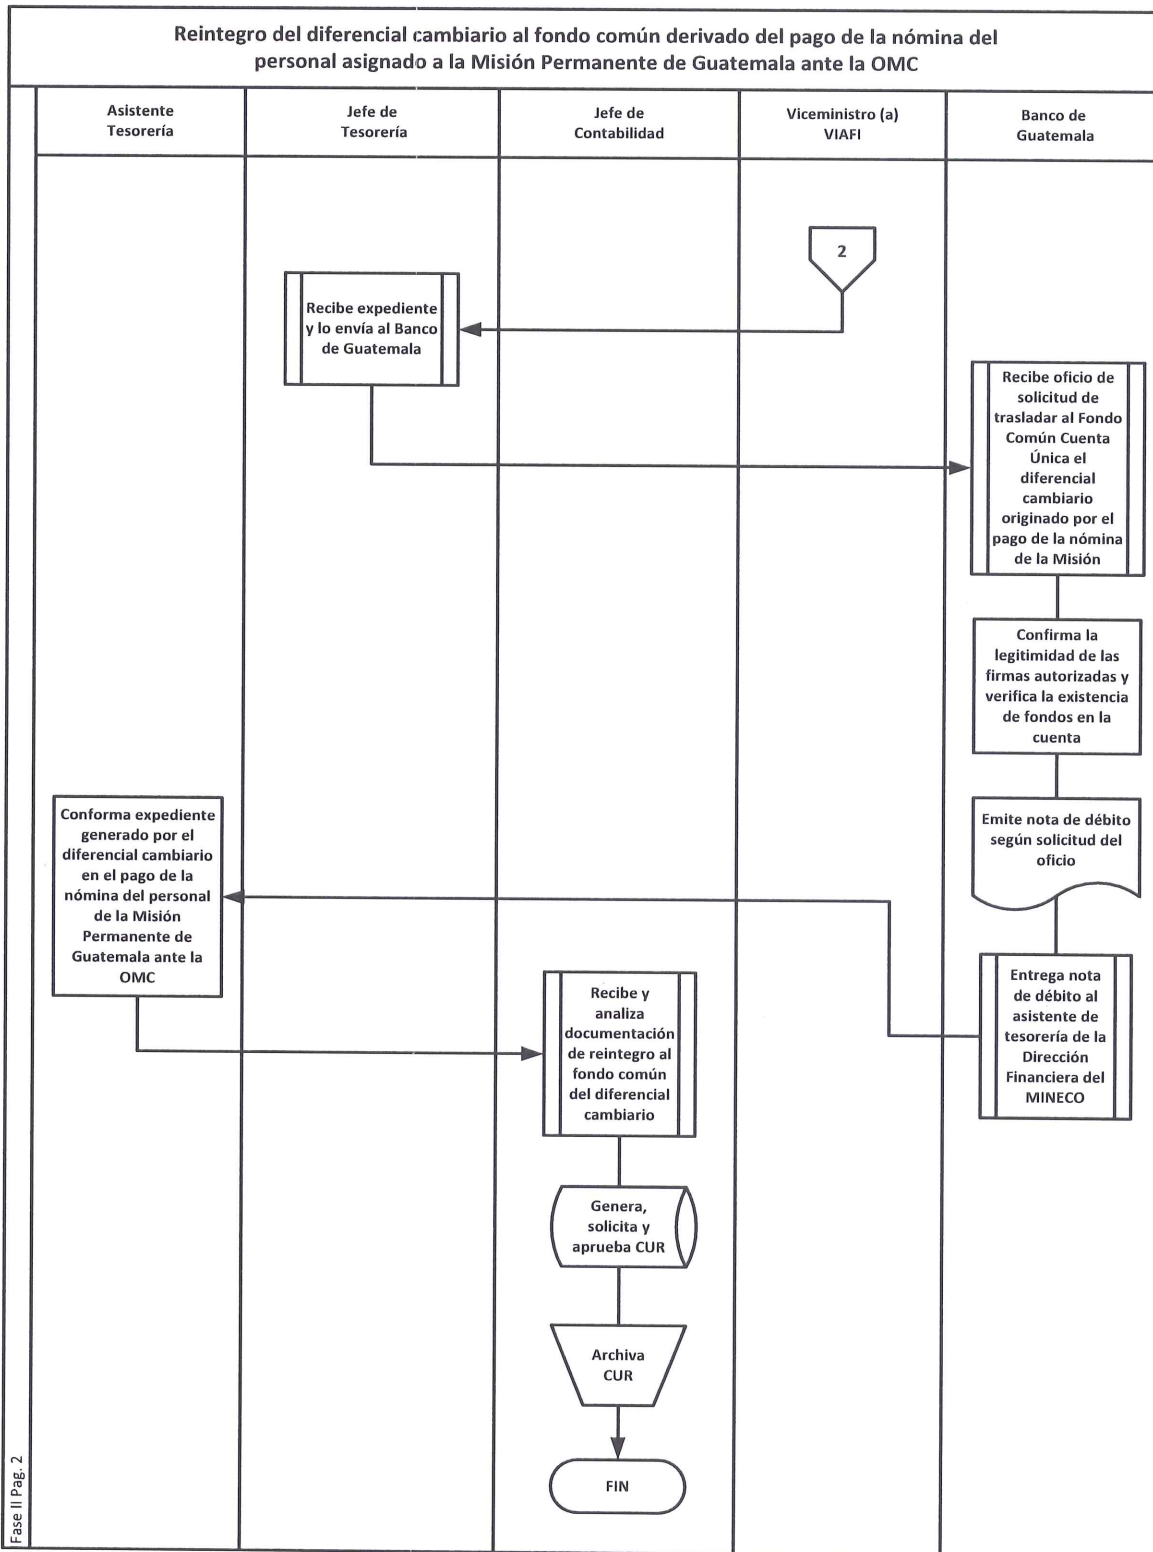 Reintegro del diferencial cambiario al fondo común derivado del pago de la nómina del
personal asignado a la Misión Permanente de Guatemala ante la OMC
Asistente
Tesorería
Jefe de
Tesorería
Jefe de
Contabilidad
Viceministro (a)
VIAFI
Banco de
Guatemala
2
Recibe expediente
y lo envía al Banco
de Guatemala
Recibe oficio de
solicitud de
trasladar al Fondo
Común Cuenta
Única el
diferencial
cambiario
originado por el
pago de la nómina
de la Misión
Confirma la
legitimidad de las
firmas autorizadas y
verifica la existencia
de fondos en la
cuenta
Emite nota de débito
según solicitud del
oficio
Entrega nota
de débito al
asistente de
tesorería de la
Dirección
Financiera del
MINECO
Conforma expediente
generado por el
diferencial cambiario
en el pago de la
nómina del personal
de la Misión
Permanente de
Guatemala ante la
OMC
Recibe y
analiza
documentación
de reintegro al
fondo común
del diferencial
cambiario
Genera,
solicita y
aprueba CUR
Archiva
CUR
FIN
Fase II Pag. 2